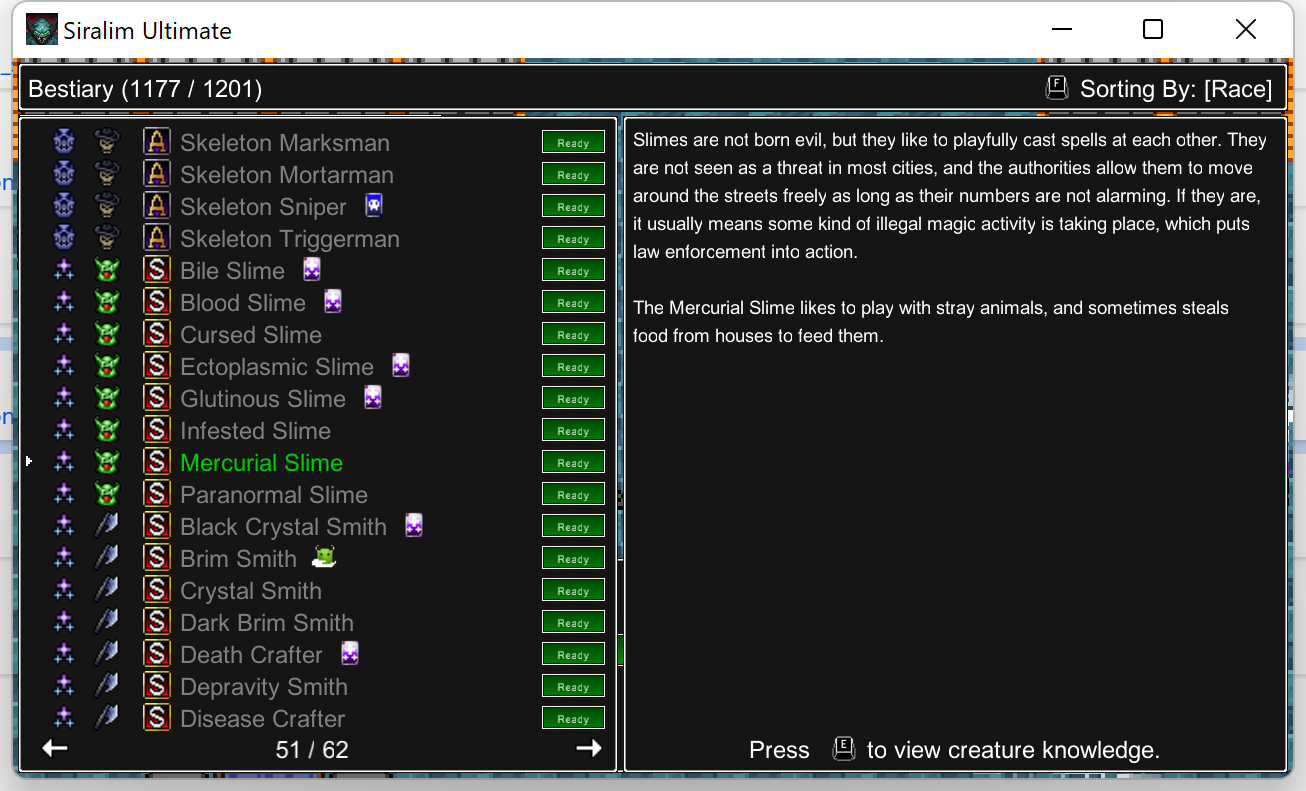 Siralim Ultimate
Bestiary (1177 / 1201)
F Sorting By: [Race]
A Skeleton Marksman Ready
A Skeleton Mortarman Ready
A Skeleton Sniper Ready
A Skeleton Triggerman Ready
S Bile Slime Ready
S Blood Slime Ready
S Cursed Slime Ready
S Ectoplasmic Slime Ready
S Glutinous Slime Ready
S Infested Slime Ready
S Mercurial Slime Ready
S Paranormal Slime Ready
S Black Crystal Smith Ready
S Brim Smith Ready
S Crystal Smith Ready
S Dark Brim Smith Ready
S Death Crafter Ready
S Depravity Smith Ready
S Disease Crafter Ready
51 / 62
Slimes are not born evil, but they like to playfully cast spells at each other. They
are not seen as a threat in most cities, and the authorities allow them to move
around the streets freely as long as their numbers are not alarming. If they are,
it usually means some kind of illegal magic activity is taking place, which puts
law enforcement into action.
The Mercurial Slime likes to play with stray animals, and sometimes steals
food from houses to feed them.
Press E to view creature knowledge.